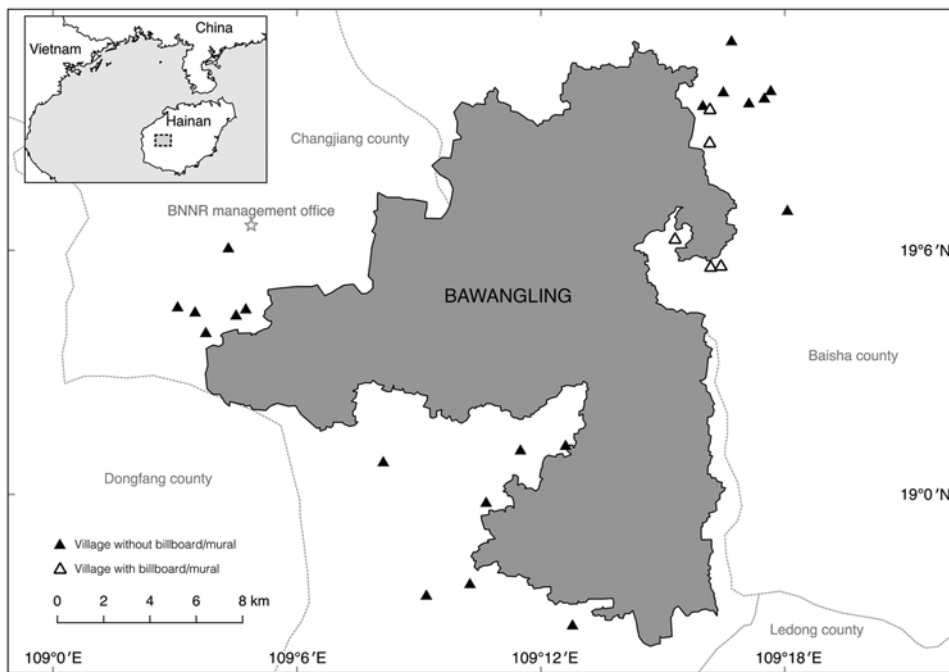 China
Vietnam
Hainan
Changjiang county
BNNR management office
19°6′N
BAWANGLING
Baisha county
Dongfang county
19°0′N
Village without billboard/mural
Village with billboard/mural
0 2 4 6 8 km
Ledong county
109°0′E 109°6′E 109°12′E 109°18′E